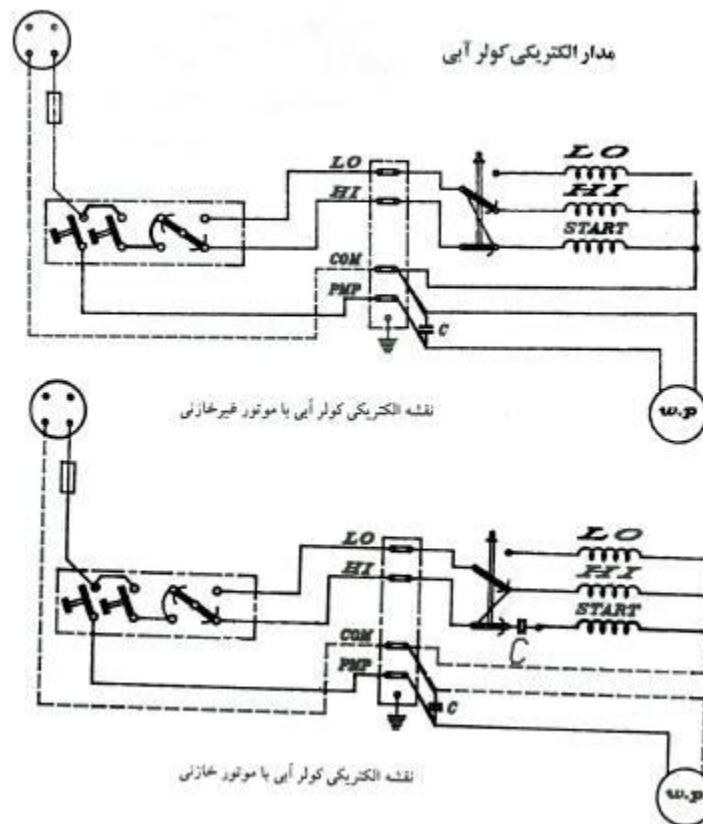 مدار الکتریکی کولر آبی
LO
HI
COM
PMP
C
LO
HI
START
w.p
نقشه الکتریکی کولر آبی با موتور غیرخازنی
LO
HI
COM
PMP
C
LO
HI
START
C
w.p
نقشه الکتریکی کولر آبی با موتور خازنی